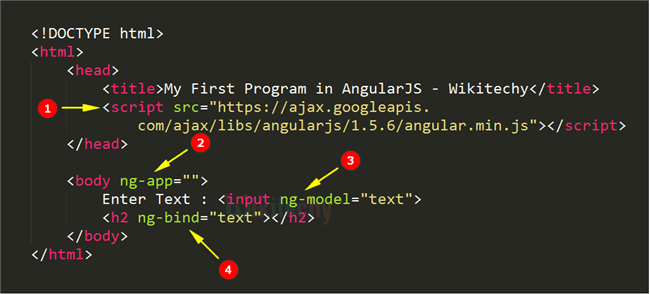 <!DOCTYPE html>
<html>
<head>
<title>My First Program in AngularJS - Wikitechy</title>
1
<script src="https://ajax.googleapis.
com/ajax/libs/angularjs/1.5.6/angular.min.js"></script>
</head>
2
3
<body ng-app="">
Enter Text : <input ng-model="text">
<h2 ng-bind="text"></h2>
</body>
</html>
4